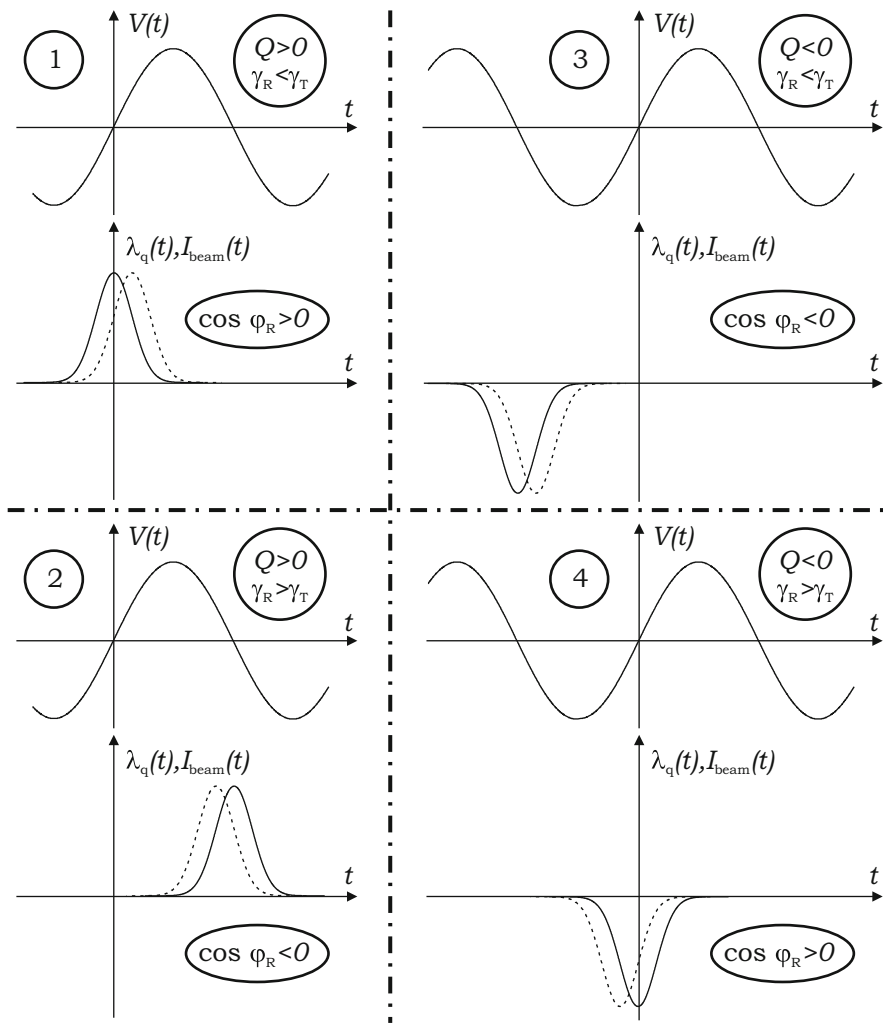 V(t)
1
Q>0
γR<γT
t
λq(t),Ibeam(t)
cos φR>0
t
V(t)
3
Q<0
γR<γT
t
λq(t),Ibeam(t)
cos φR<0
t
V(t)
2
Q>0
γR>γT
t
λq(t),Ibeam(t)
t
cos φR<0
V(t)
4
Q<0
γR>γT
t
λq(t),Ibeam(t)
t
cos φR>0